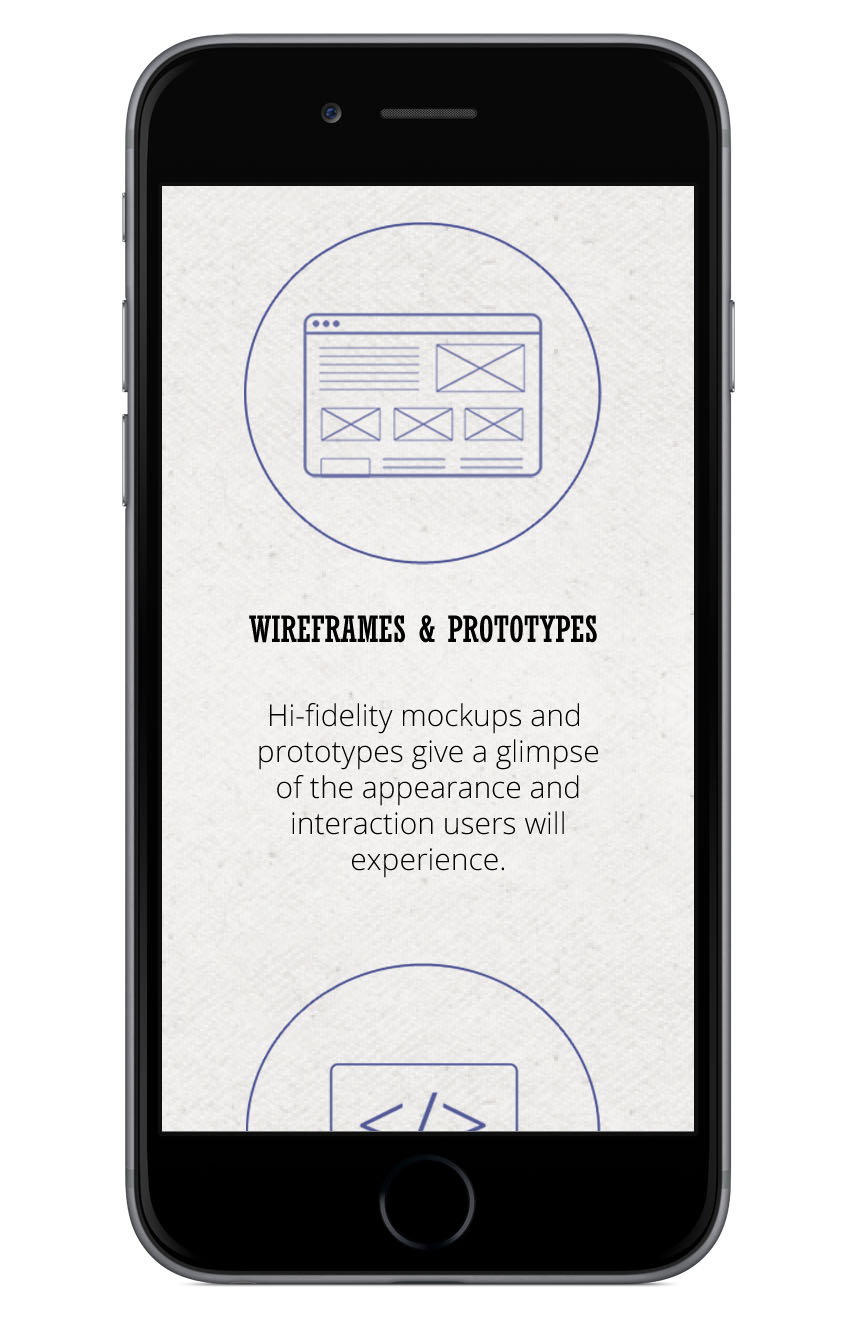 WIREFRAMES & PROTOTYPES
Hi-fidelity mockups and
prototypes give a glimpse
of the appearance and
interaction users will
experience.
</>